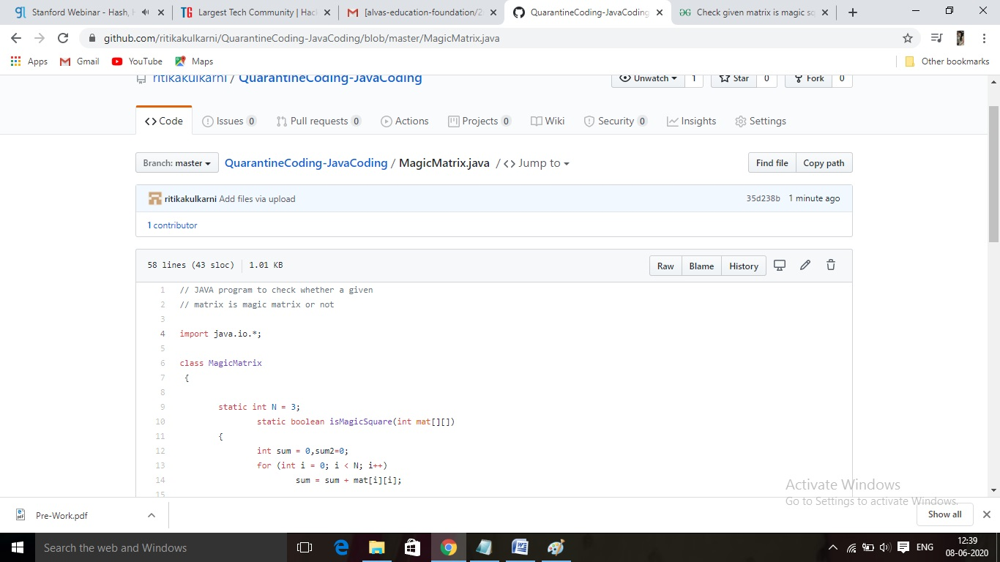 Stanford Webinar - Hash, H
TG Largest Tech Community | Hac
[alvas-education-foundation/2
QuarantineCoding-JavaCoding
Check given matrix is magic sq
github.com/ritikakulkarni/QuarantineCoding-JavaCoding/blob/master/MagicMatrix.java
Apps Gmail YouTube Maps Other bookmarks
ritikakulkarni / QuarantineCoding-JavaCoding Unwatch 1 Star 0 Fork 0
Code Issues 0 Pull requests 0 Actions Projects 0 Wiki Security 0 Insights Settings
Branch: master QuarantineCoding-JavaCoding / MagicMatrix.java / <> Jump to Find file Copy path
ritikakulkarni Add files via upload 35d238b 1 minute ago
1 contributor
58 lines (43 sloc) 1.01 KB Raw Blame History
1 // JAVA program to check whether a given
2 // matrix is magic matrix or not
3
4 import java.io.*;
5
6 class MagicMatrix
7 {
8
9 static int N = 3;
10 static boolean isMagicSquare(int mat[][])
11 {
12 int sum = 0,sum2=0;
13 for (int i = 0; i < N; i++)
14 sum = sum + mat[i][i];
15
Activate Windows
Go to Settings to activate Windows.
Pre-Work.pdf Show all
Search the web and Windows ENG 12:39
08-06-2020